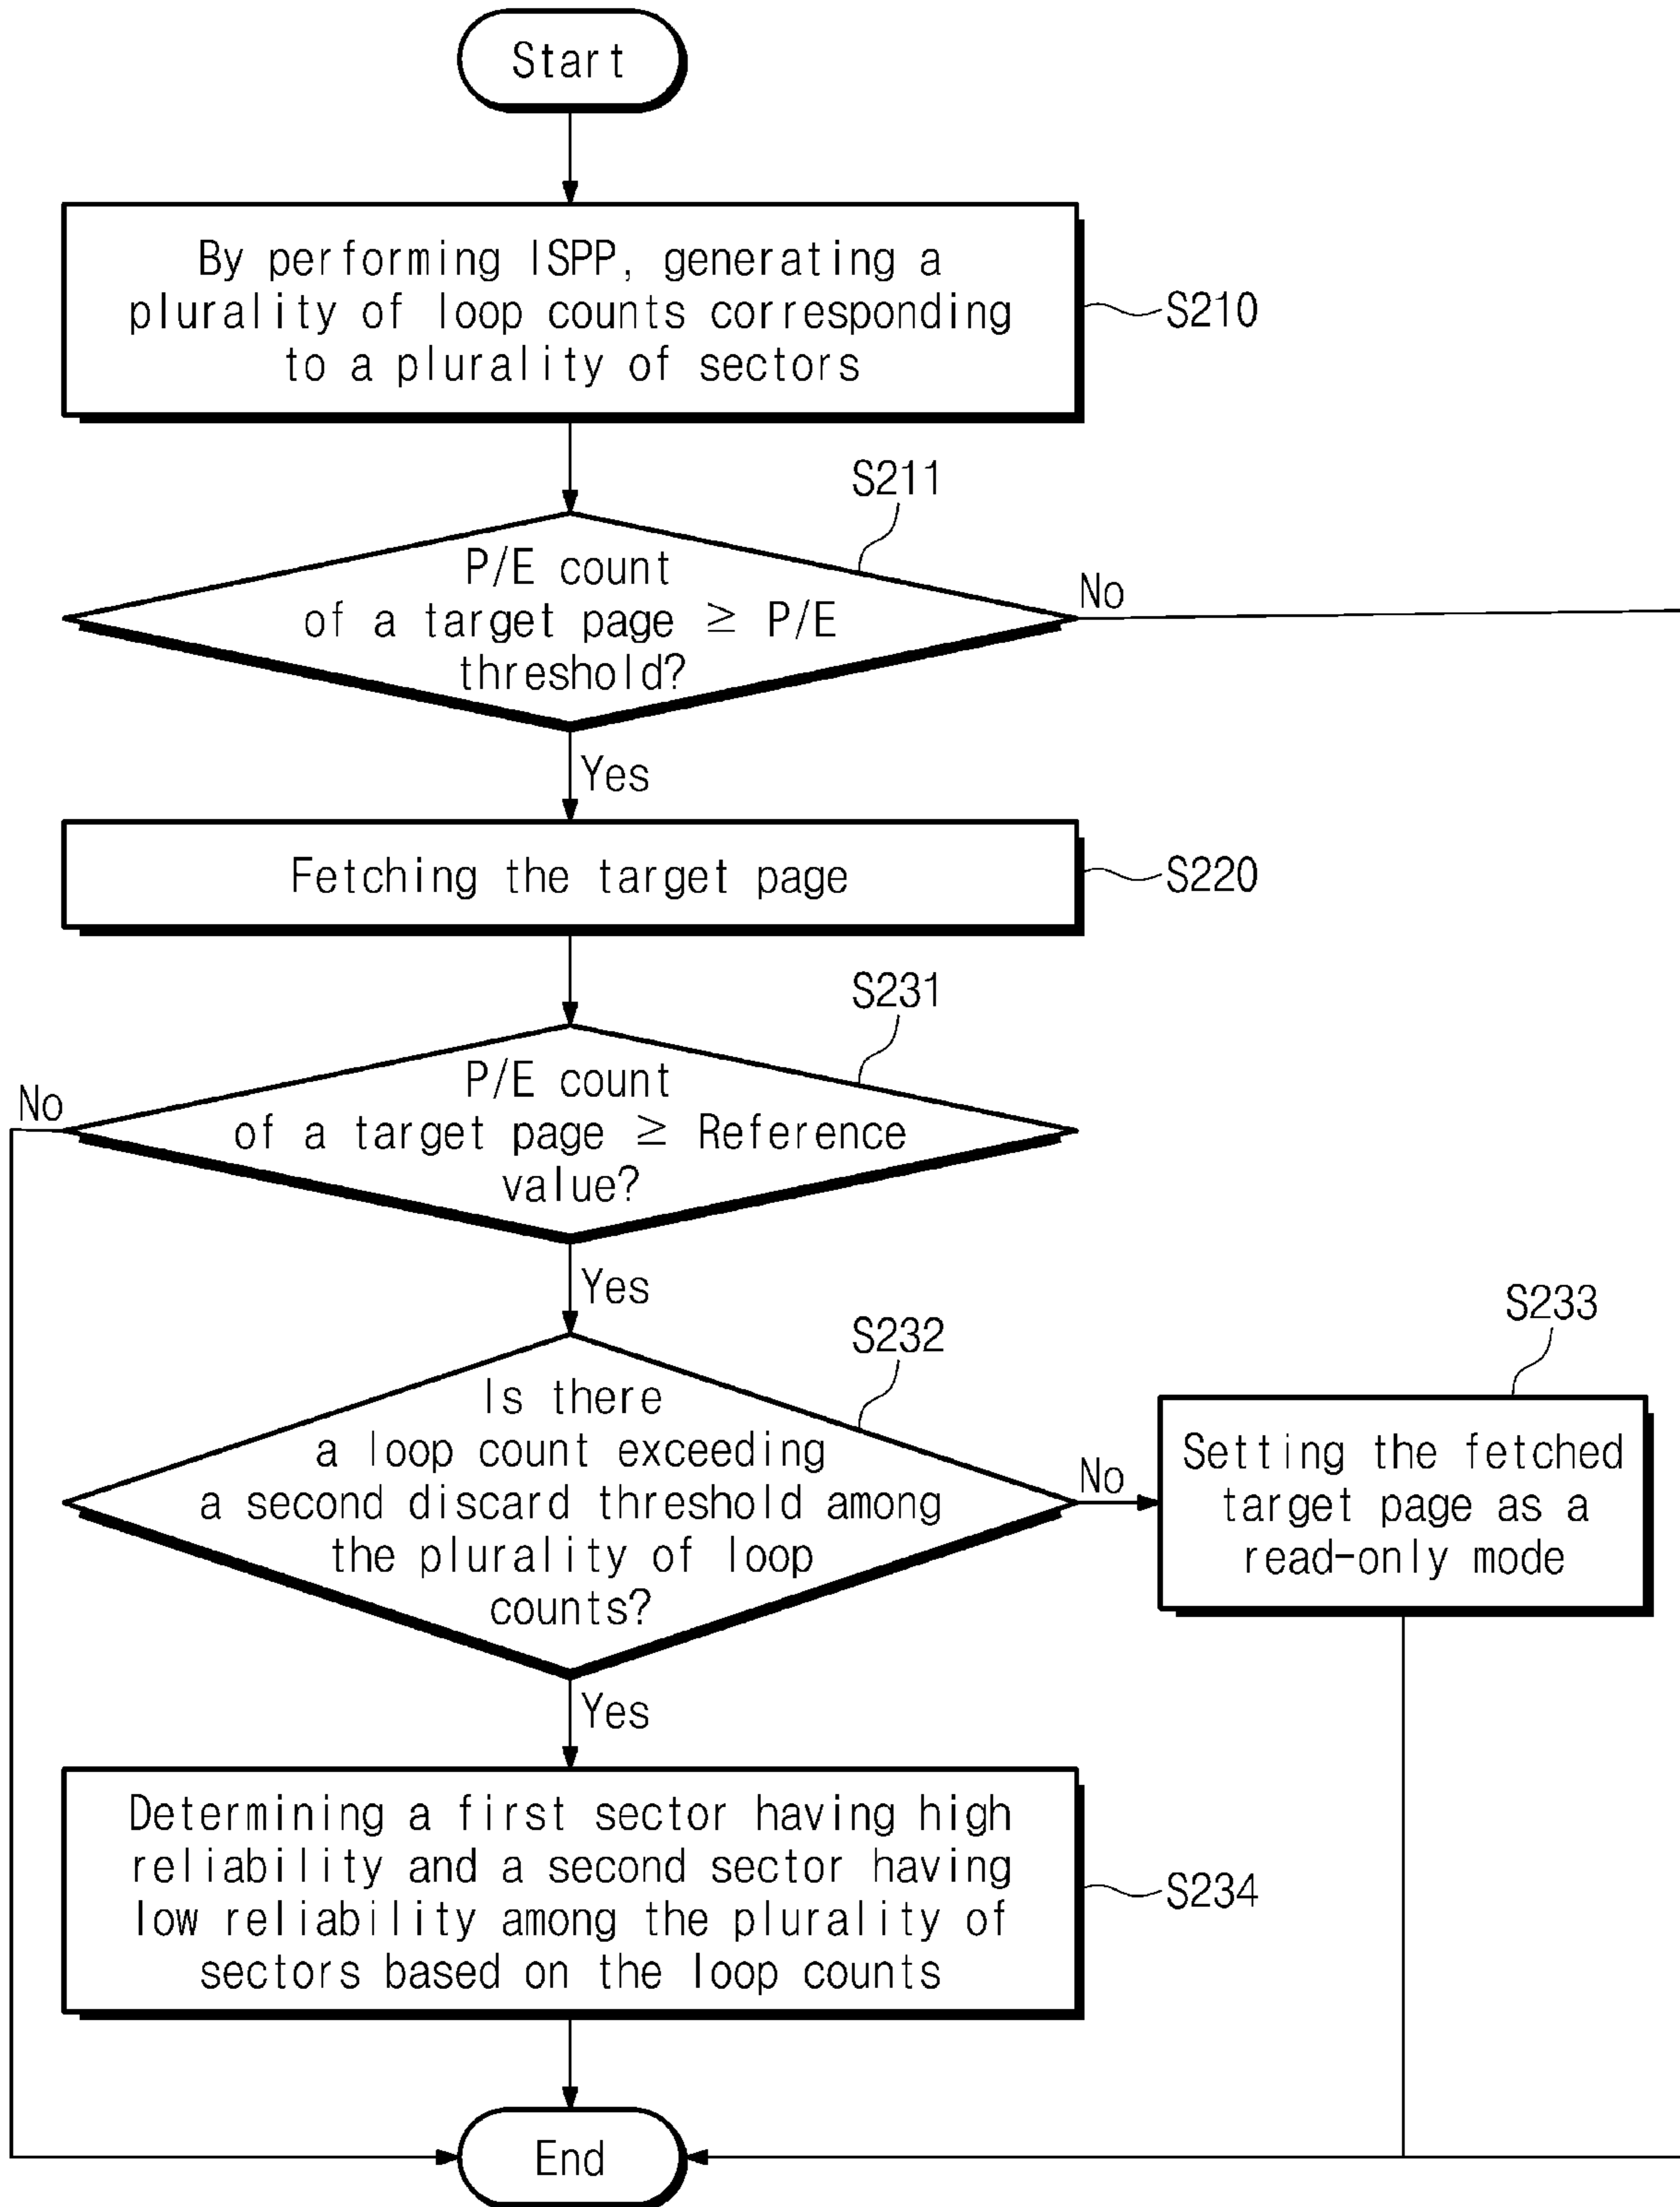 Start
By performing ISPP, generating a
plurality of loop counts corresponding
to a plurality of sectors
S210
S211
P/E count
of a target page ≥ P/E
threshold?
No
Yes
Fetching the target page
S220
S231
P/E count
of a target page ≥ Reference
value?
No
Yes
S232
Is there
a loop count exceeding
a second discard threshold among
the plurality of loop
counts?
No
S233
Setting the fetched
target page as a
read-only mode
Yes
Determining a first sector having high
reliability and a second sector having
low reliability among the plurality of
sectors based on the loop counts
S234
End